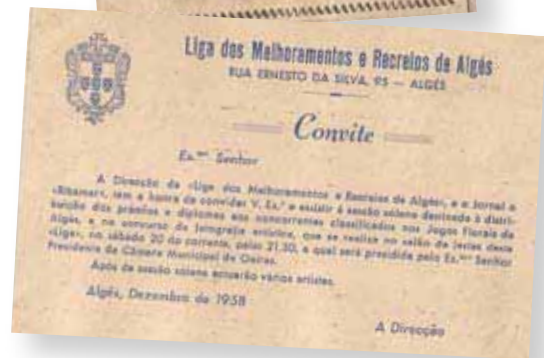 Liga dos Melhoramentos e Recreios de Algés
RUA ERNESTO DA SILVA, 95 — ALGÉS
Convite
Ex.mo Senhor
A Direcção da «Liga dos Melhoramentos e Recreios de Algés», e o Jornal a
«Ribamar», tem a honra de convidar V. Ex.ª a assistir à sessão solene destinada à distri-
buição dos prémios e diplomas aos concorrentes classificados nos Jogos Florais de
Algés, e no concurso de fotografia artística, que se realiza no salão de festas desta
«Liga», no sábado 20 do corrente, pelas 21,30, a qual será presidida pelo Ex.mo Senhor
Presidente da Câmara Municipal de Oeiras.
Após da sessão solene actuarão vários artistas.
Algés, Dezembro de 1958
A Direcção